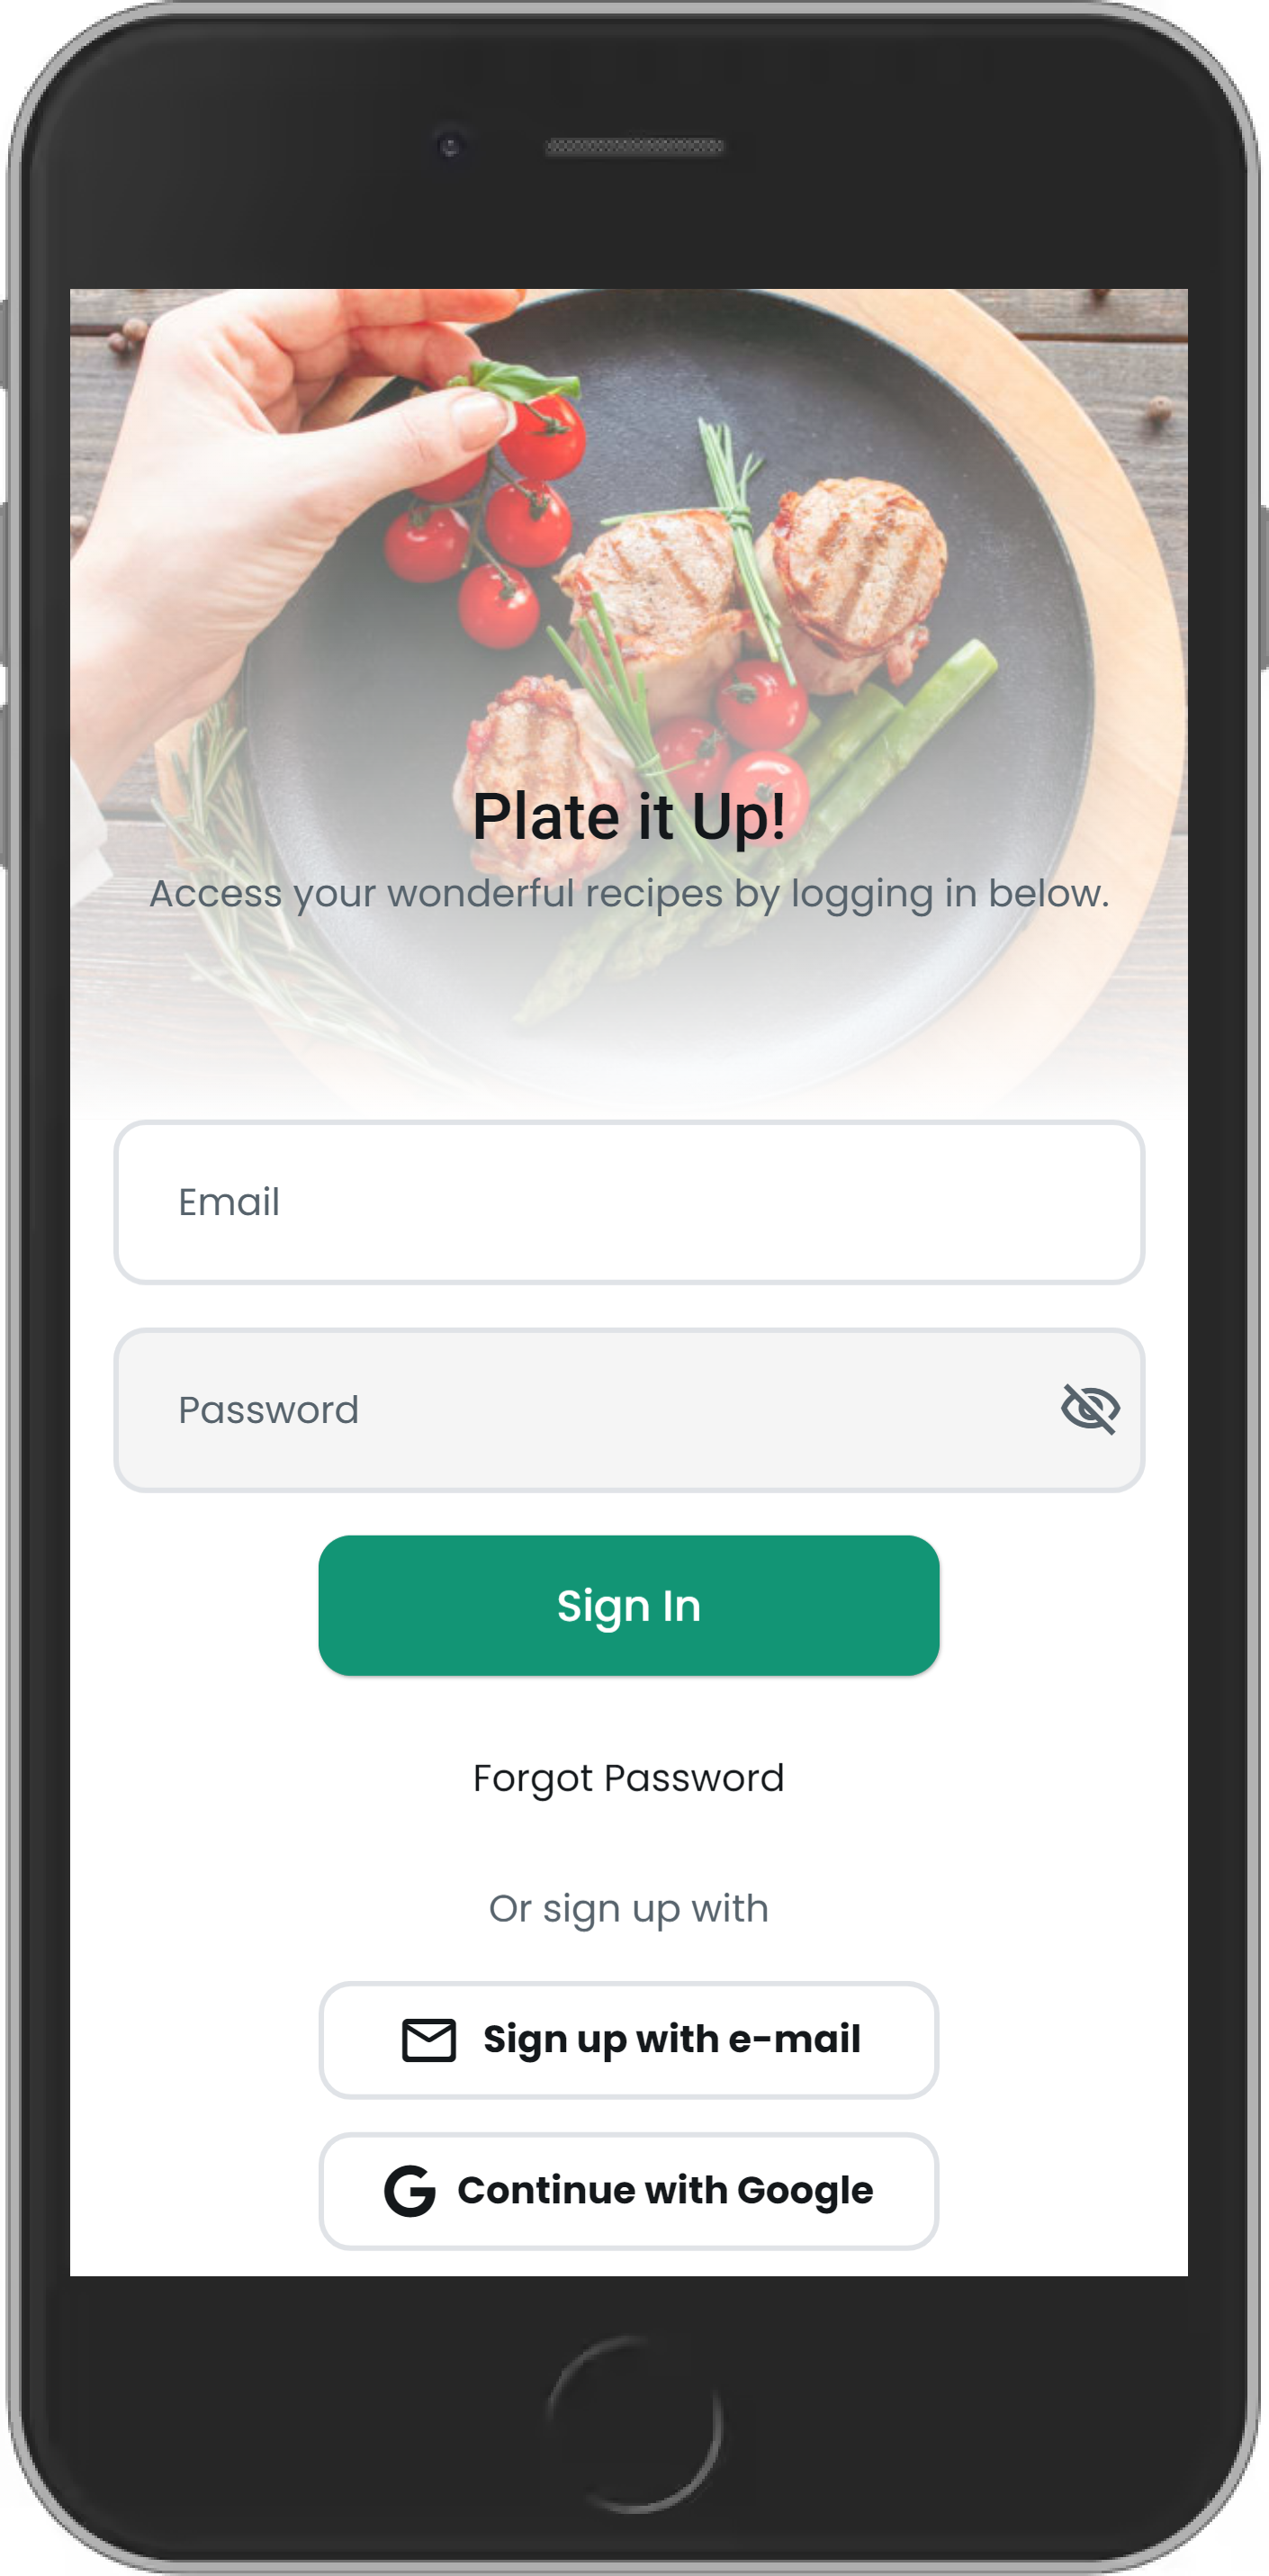 Plate it Up!
Access your wonderful recipes by logging in below.
Email
Password
Sign In
Forgot Password
Or sign up with
Sign up with e-mail
Continue with Google